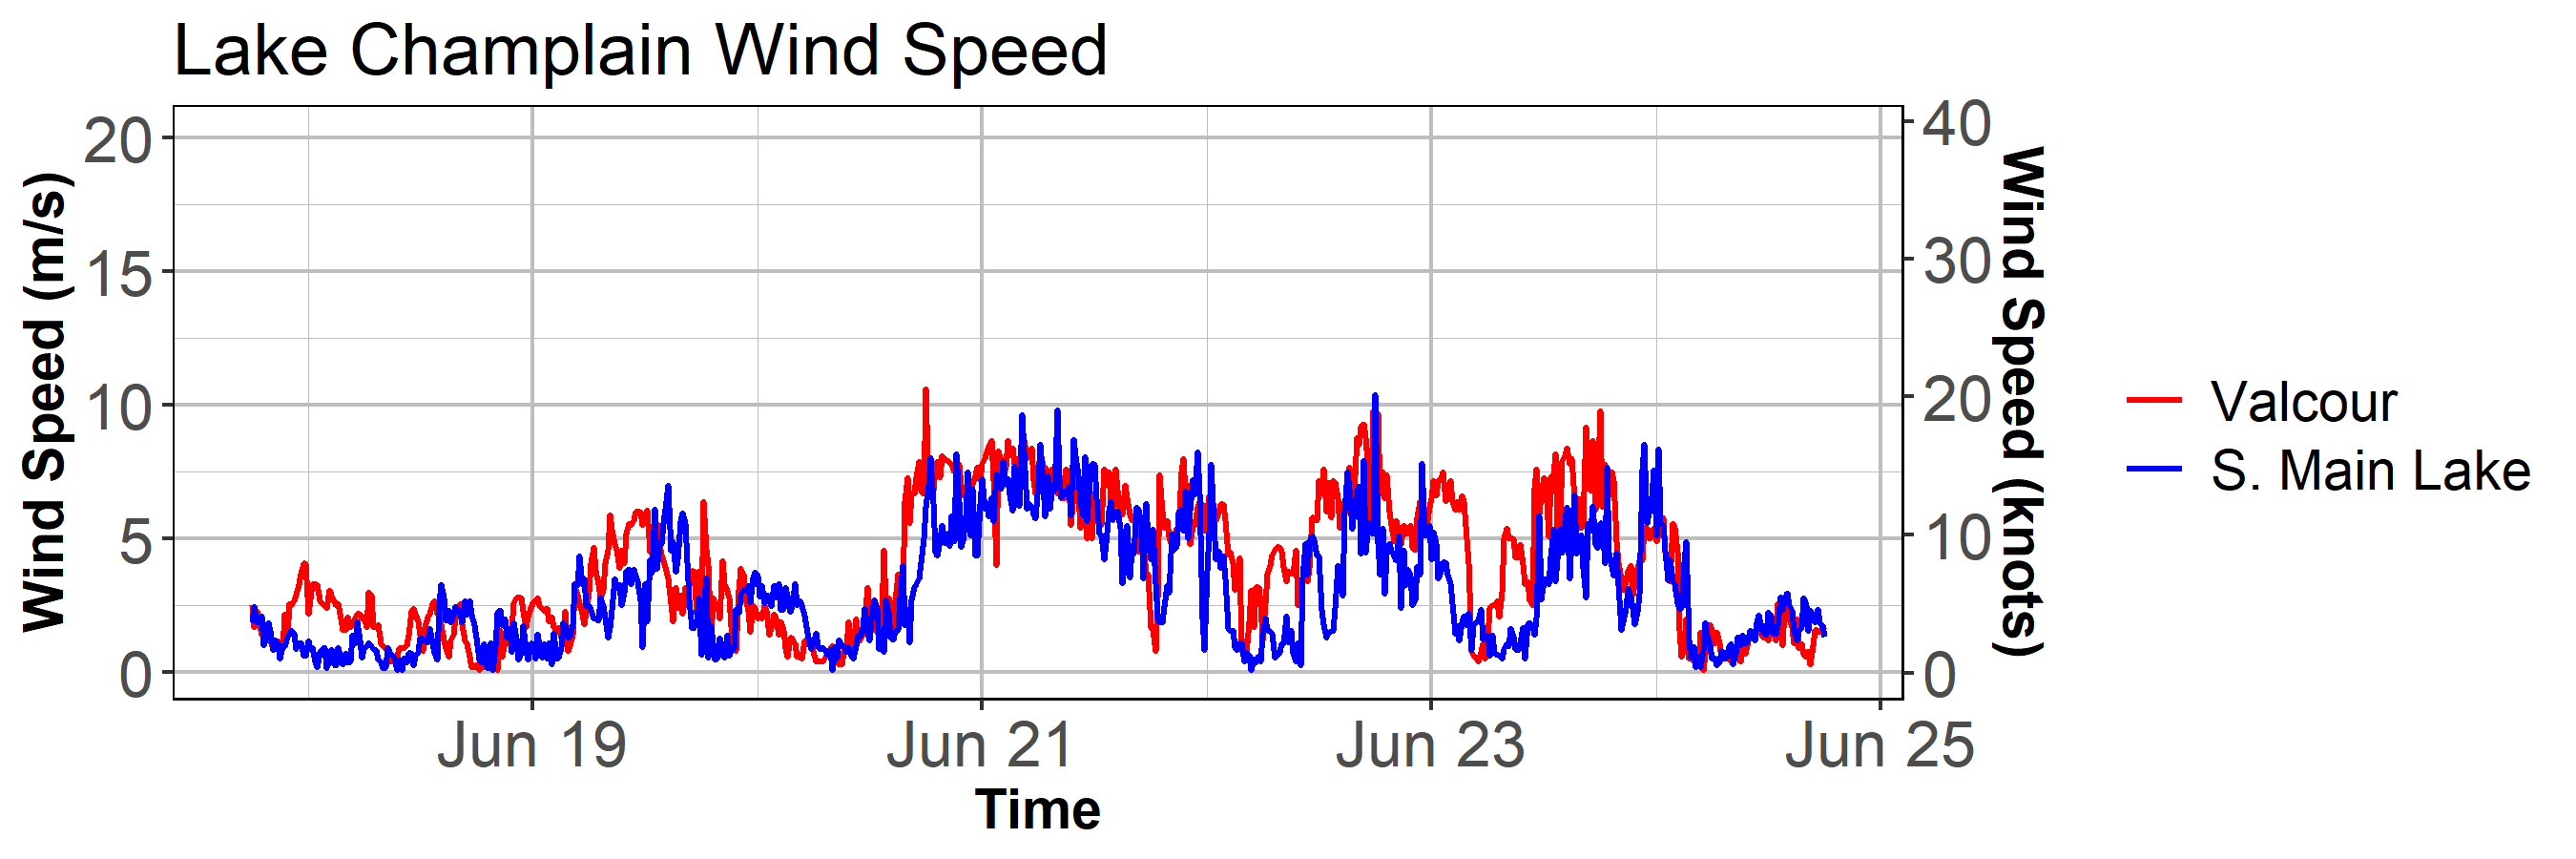 Lake Champlain Wind Speed
Wind Speed (m/s)
20
15
10
5
0
40
30
20
10
0
Wind Speed (knots)
Jun 19
Jun 21
Jun 23
Jun 25
Time
Valcour
S. Main Lake